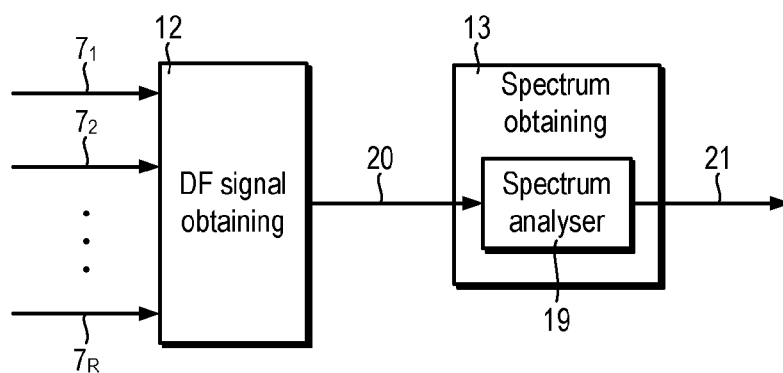 7₁
12
7₂
DF signal
obtaining
7R
20
13
Spectrum
obtaining
Spectrum
analyser
19
21